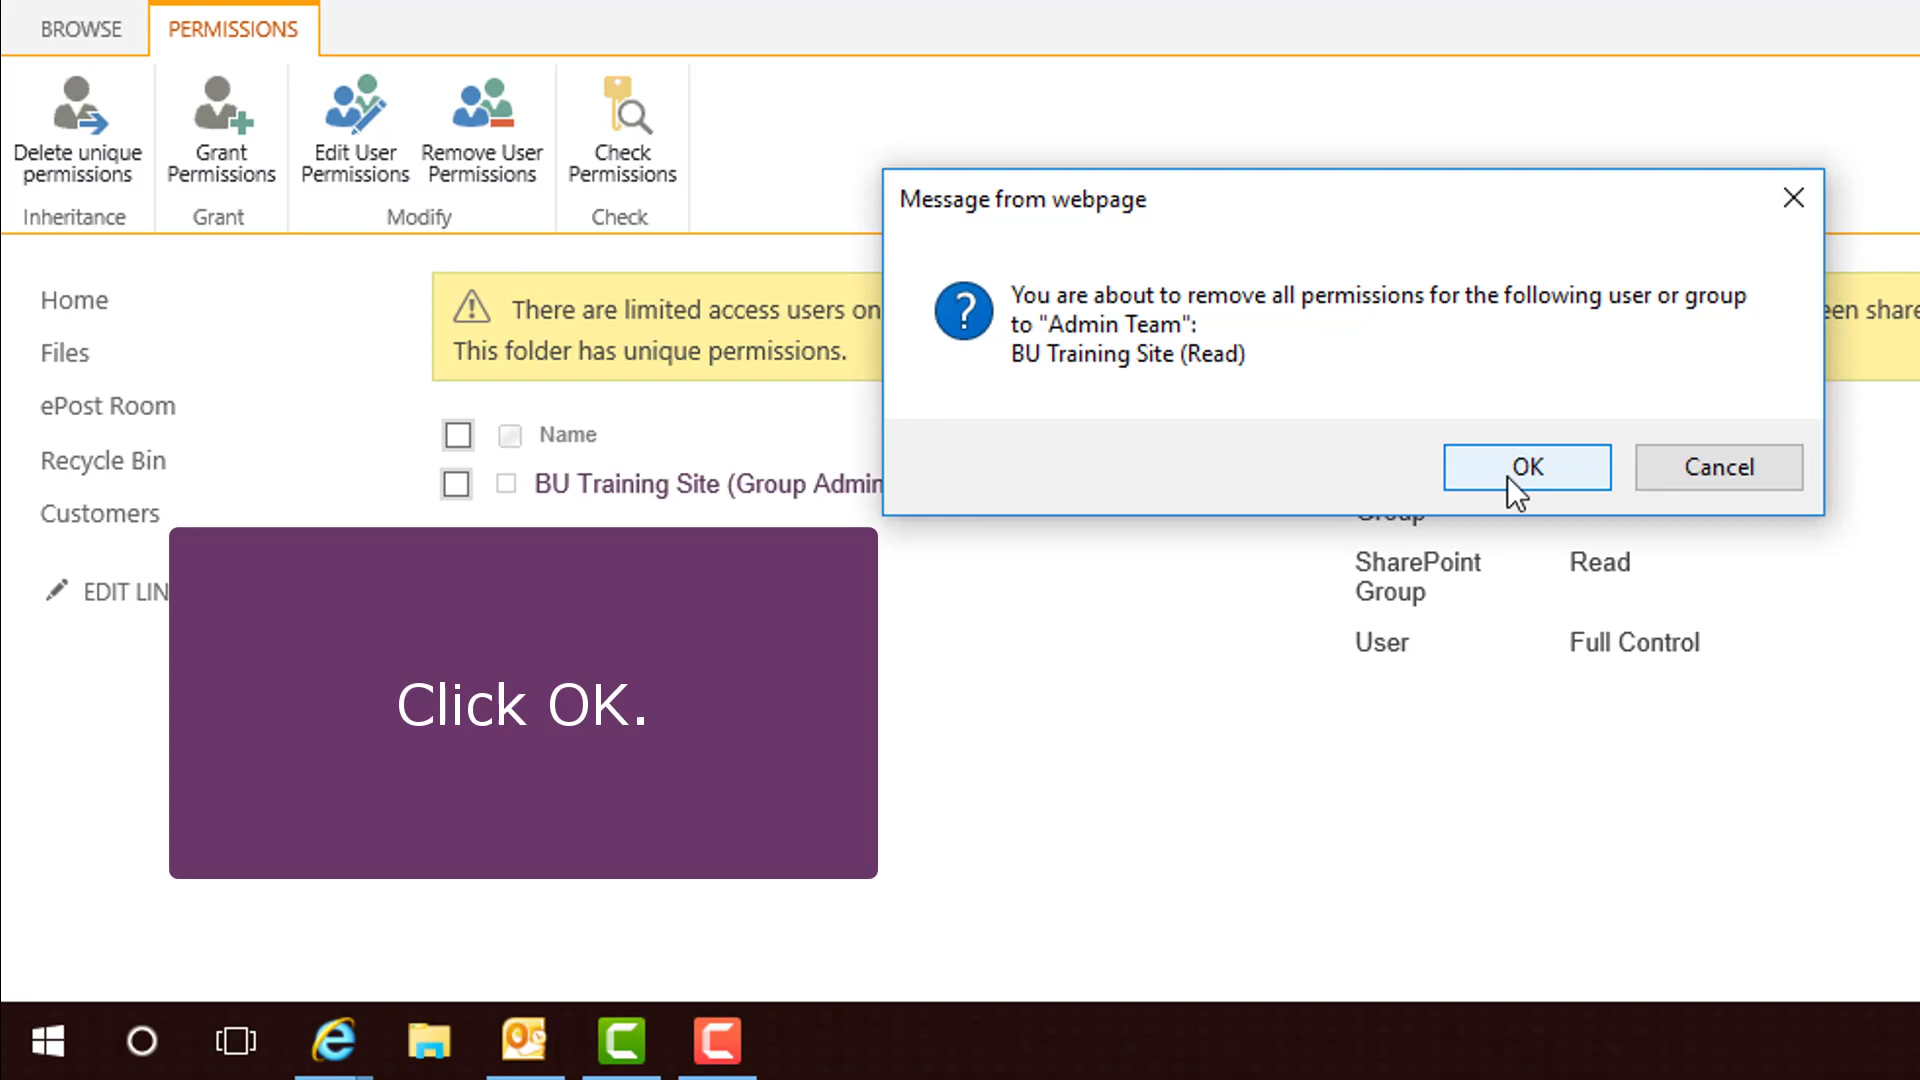 BROWSE
PERMISSIONS
Delete unique
permissions
Inheritance
Grant
Permissions
Grant
Edit User
Permissions
Remove User
Permissions
Modify
Check
Permissions
Check
Home
Files
ePost Room
Recycle Bin
Customers
EDIT LIN
There are limited access users on
een share
This folder has unique permissions.
Name
BU Training Site (Group Admin
Message from webpage
You are about to remove all permissions for the following user or group
to "Admin Team":
BU Training Site (Read)
OK
Cancel
Group
SharePoint
Group
Read
User
Full Control
Click OK.